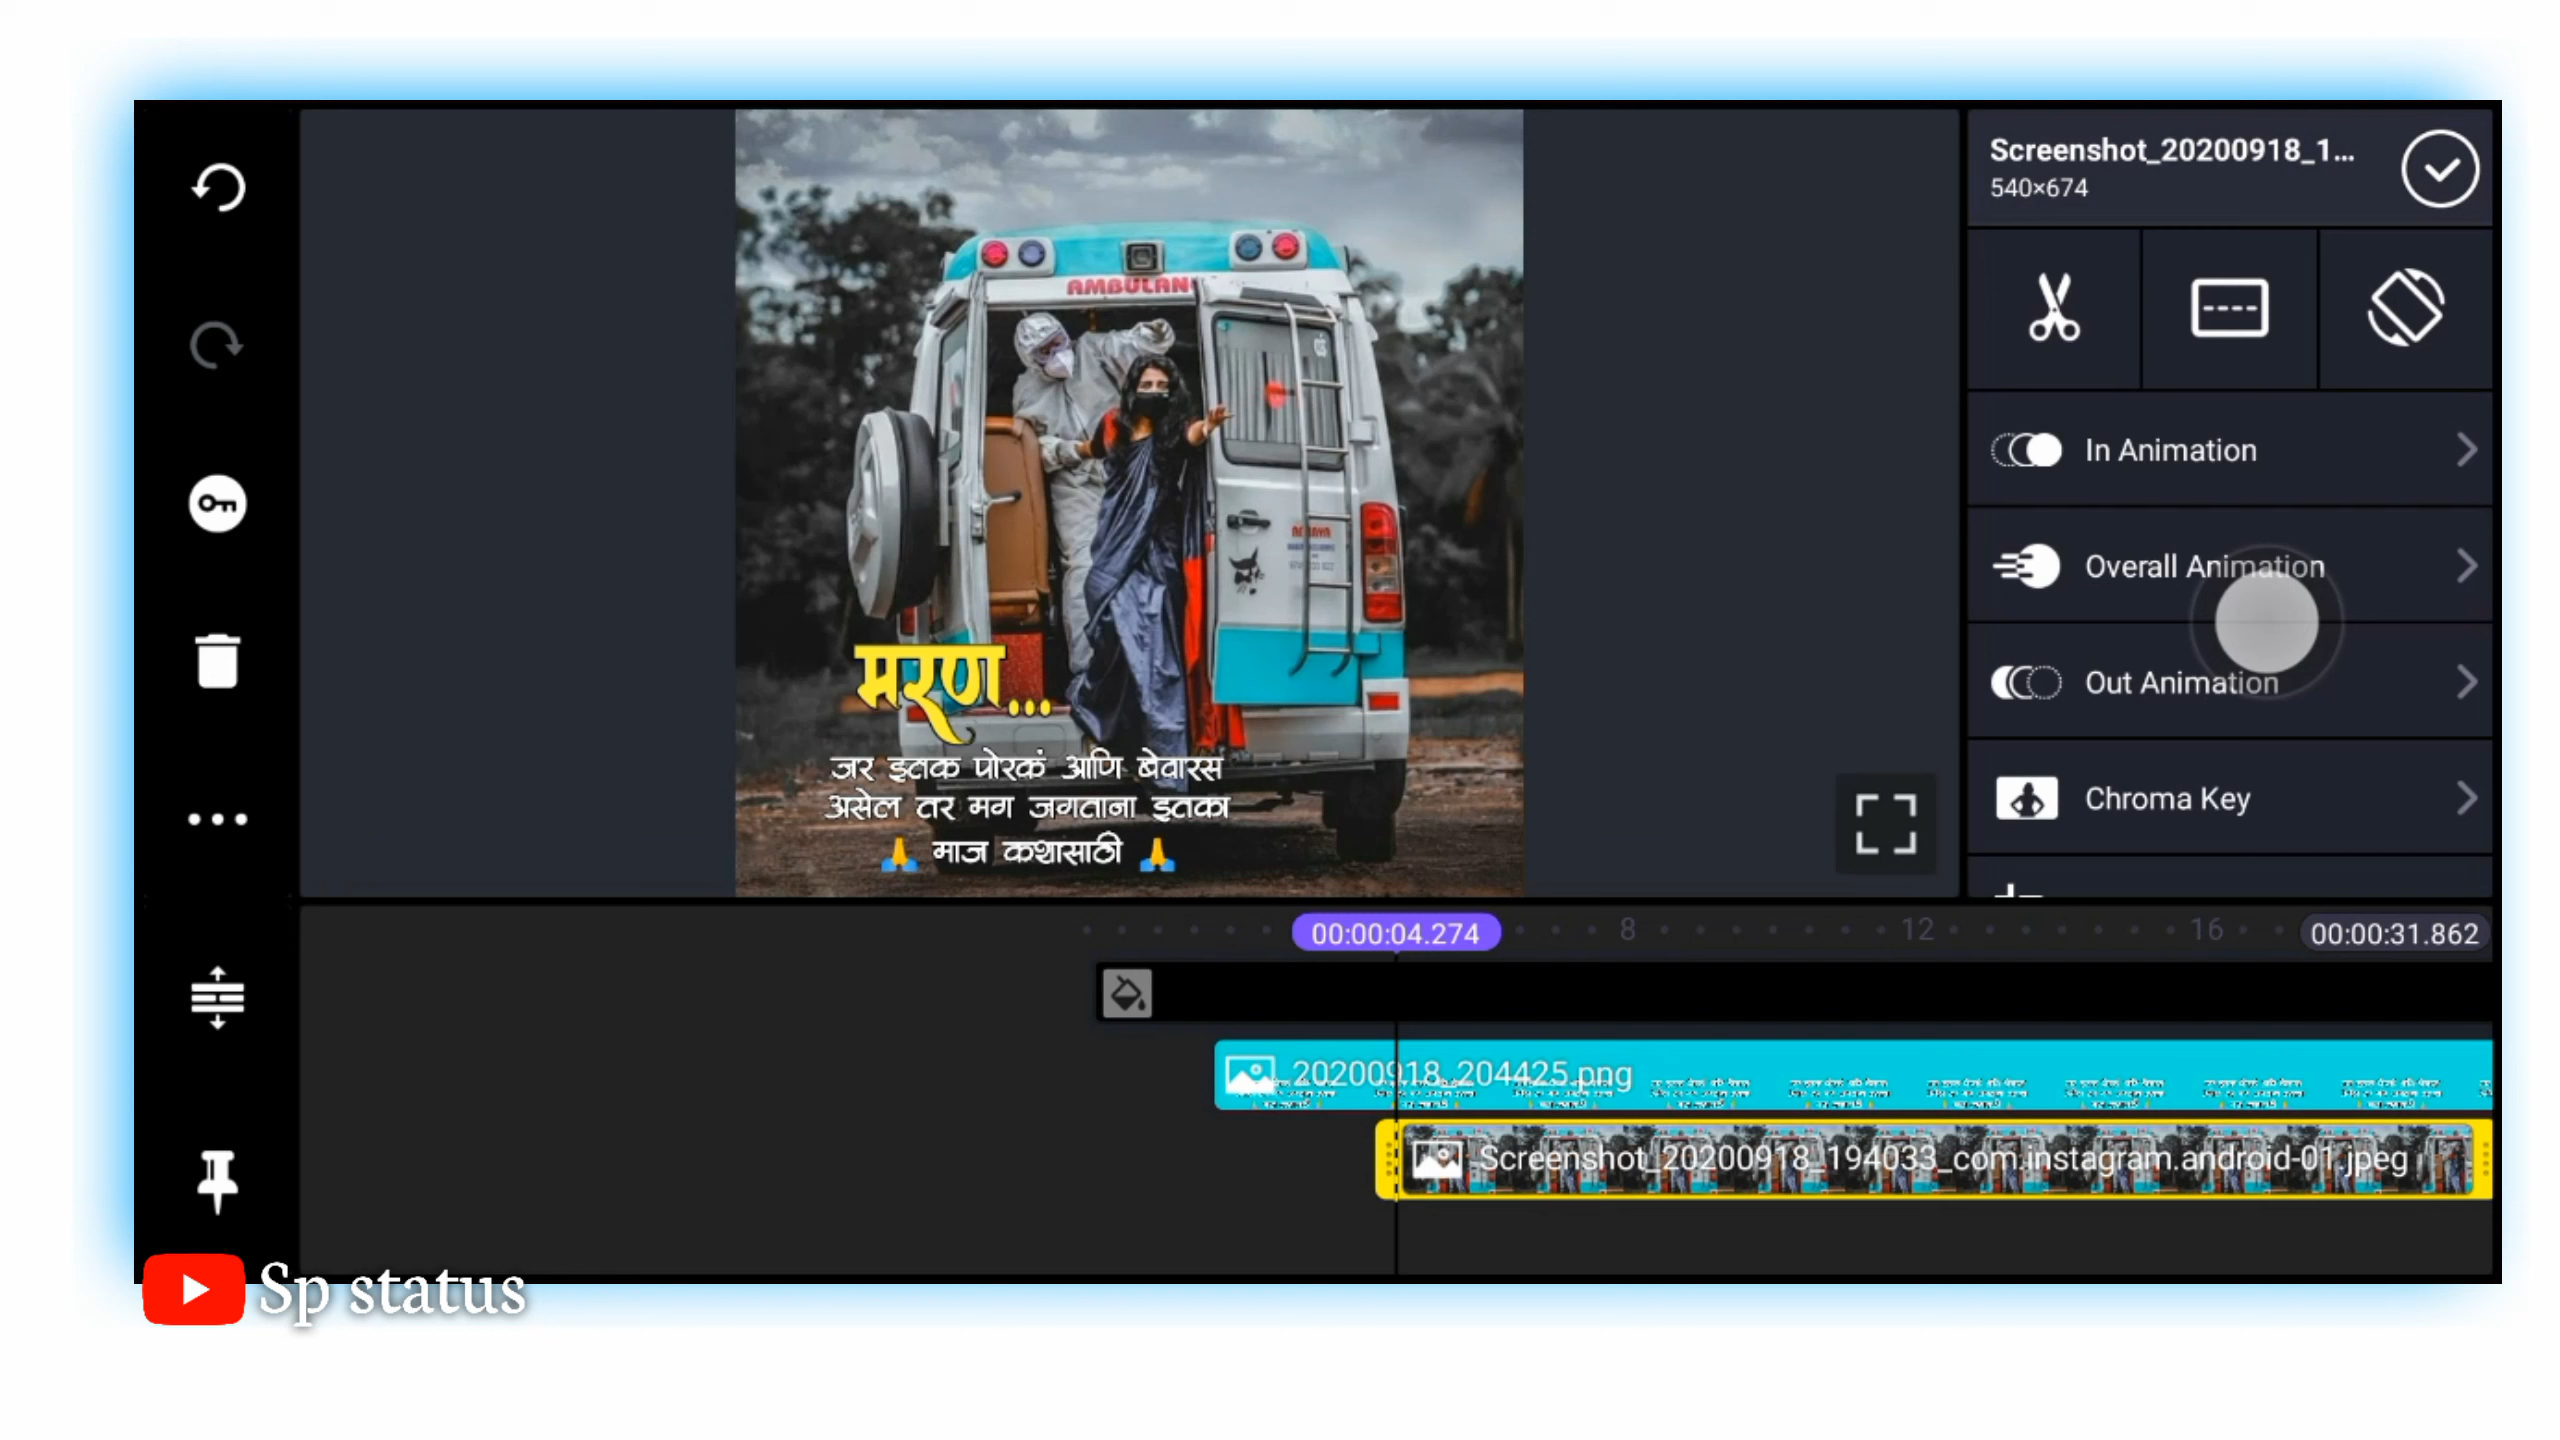 Screenshot_20200918_1...
540×674
AMBULAN
In Animation
Overall Animation
Out Animation
Chroma Key
मरण...
जर इतक पोरकं आणि बेवारस
असेल तर मग जगताना इतका
🙏 माज कशासाठी 🙏
00:00:04.274
8
12
16
00:00:31.862
20200918_204425.png
Screenshot_20200918_194033_com.instagram.android-01.jpeg
Sp status